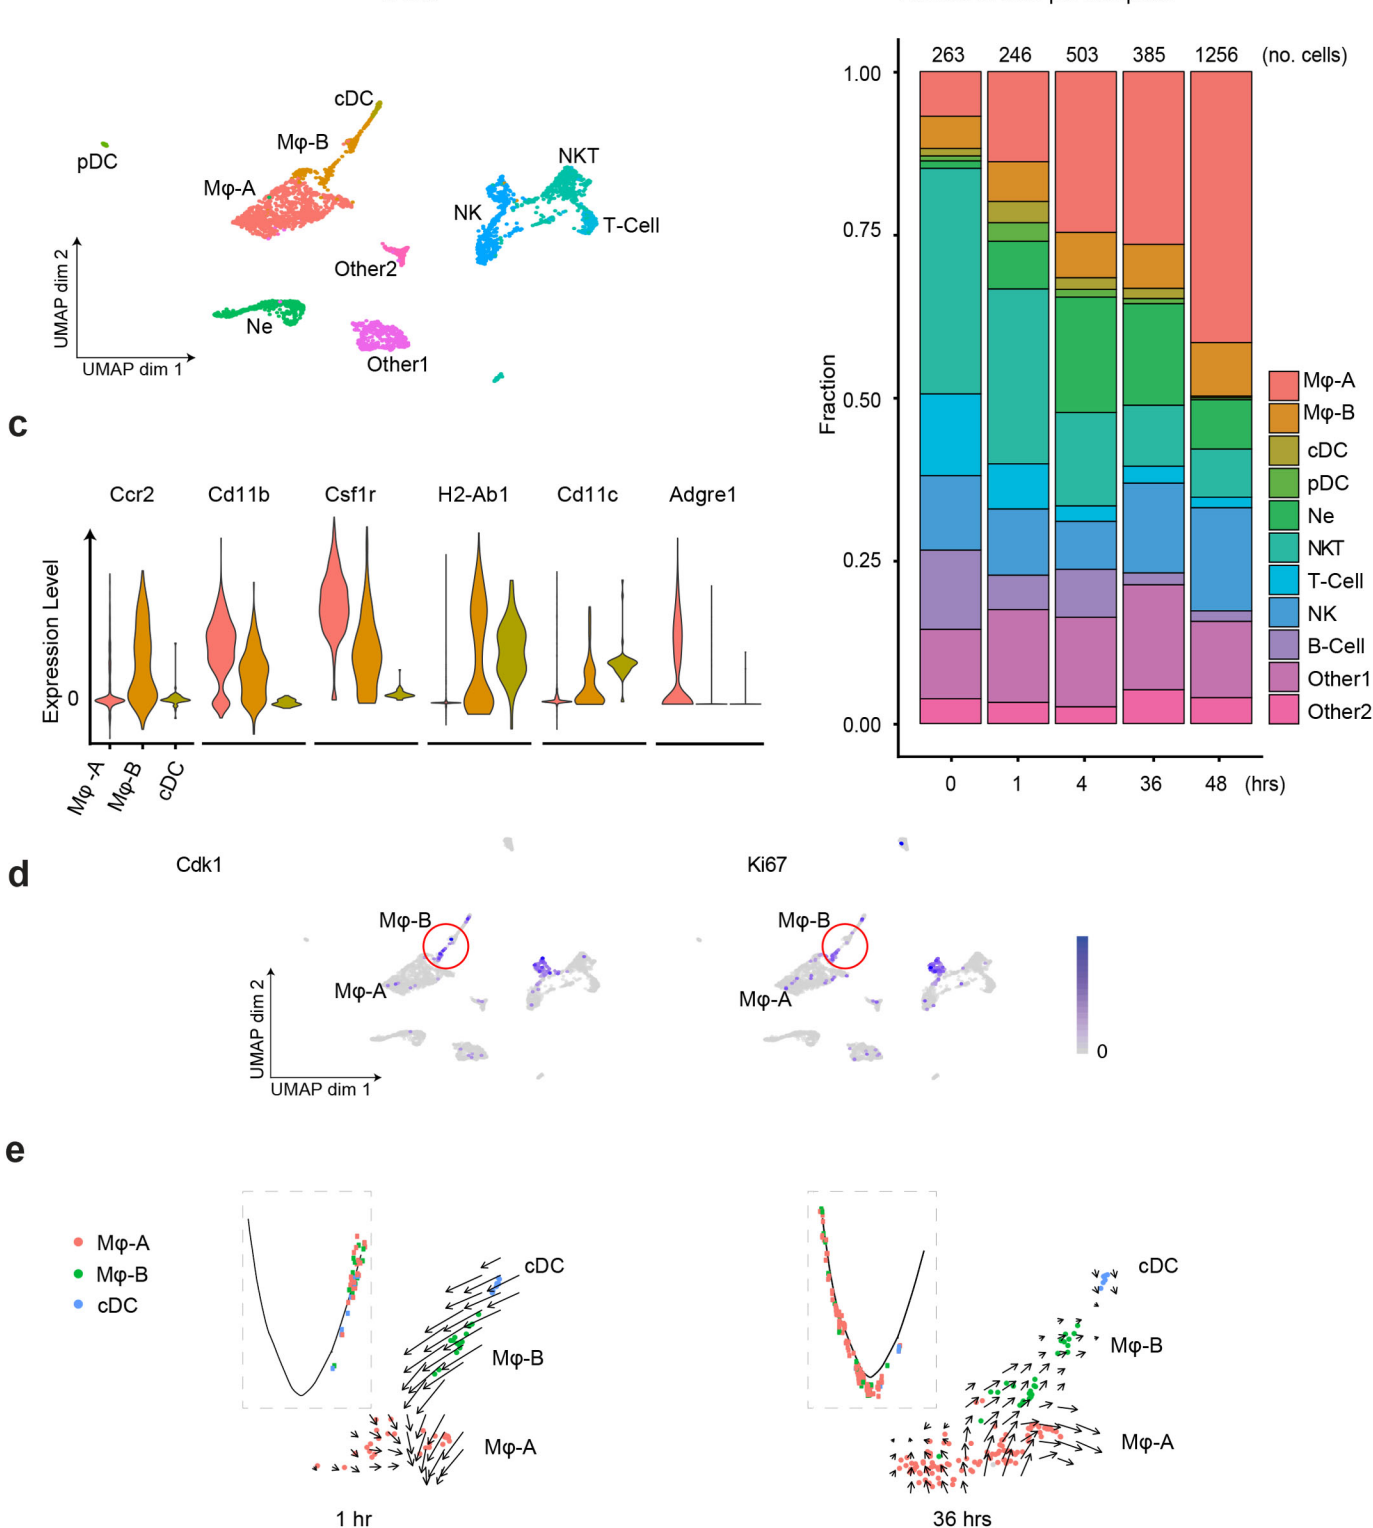 cDC
Mφ-B
pDC
Mφ-A
NKT
NK
T-Cell
Other2
Ne
Other1
UMAP dim 2
UMAP dim 1
263 246 503 385 1256 (no. cells)
1.00
0.75
0.50
0.25
0.00
Fraction
0 1 4 36 48 (hrs)
Mφ-A
Mφ-B
cDC
pDC
Ne
NKT
T-Cell
NK
B-Cell
Other1
Other2
c
Ccr2 Cd11b Csf1r H2-Ab1 Cd11c Adgre1
Expression Level
0
Mφ -A
Mφ-B
cDC
d
Cdk1
Mφ-B
Mφ-A
UMAP dim 2
UMAP dim 1
Ki67
Mφ-B
Mφ-A
0
e
Mφ-A
Mφ-B
cDC
cDC
Mφ-B
Mφ-A
1 hr
cDC
Mφ-B
Mφ-A
36 hrs